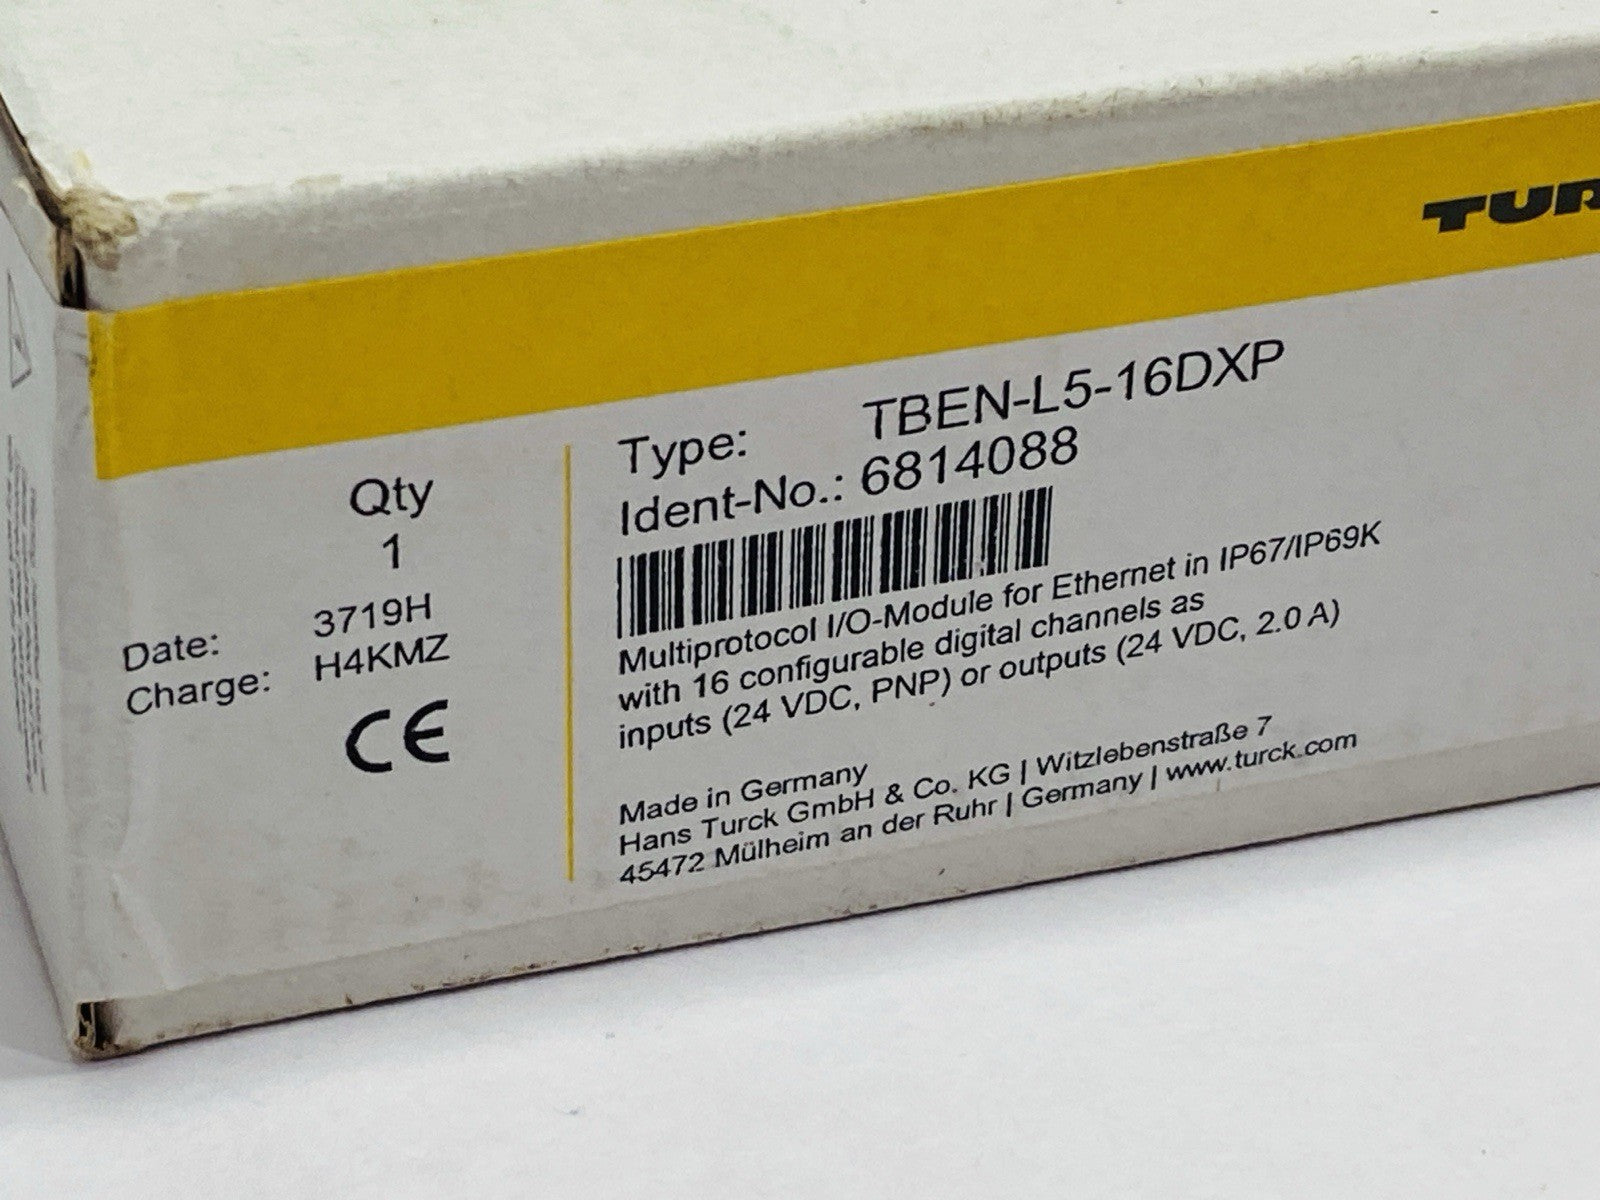 TUR
Type: TBEN-L5-16DXP
Ident-No.: 6814088
Multiprotocol I/O-Module for Ethernet in IP67/IP69K
with 16 configurable digital channels as
inputs (24 VDC, PNP) or outputs (24 VDC, 2.0 A)
Made in Germany
Hans Turck GmbH & Co. KG | Witzlebenstraße 7
45472 Mülheim an der Ruhr | Germany | www.turck.com
Qty
1
Date: 3719H
Charge: H4KMZ
CE